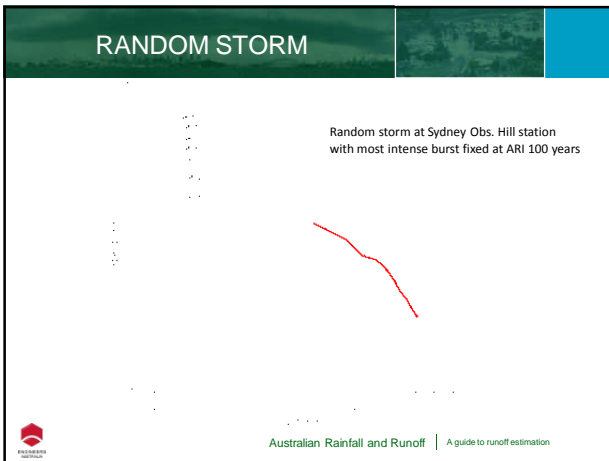 RANDOM STORM
Random storm at Sydney Obs. Hill station
with most intense burst fixed at ARI 100 years
Australian Rainfall and Runoff
A guide to runoff estimation